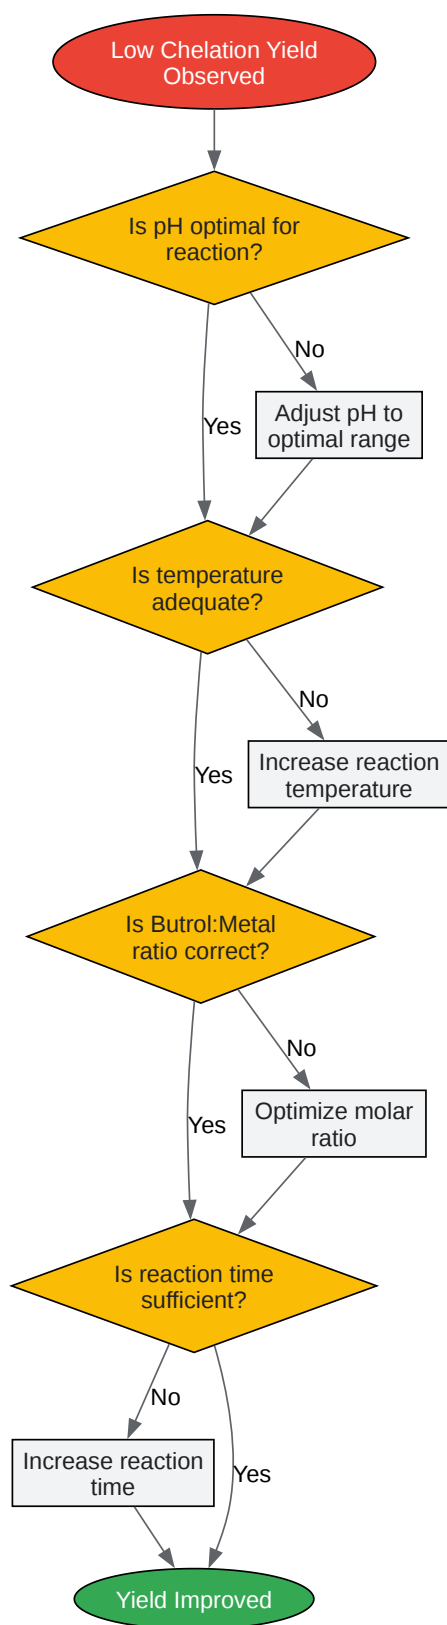 Low Chelation Yield
Observed
Is pH optimal for
reaction?
No
Adjust pH to
optimal range
Yes
Is temperature
adequate?
No
Increase reaction
temperature
Yes
Is Butrol:Metal
ratio correct?
No
Optimize molar
ratio
Yes
Is reaction time
sufficient?
No
Increase reaction
time
Yes
Yield Improved